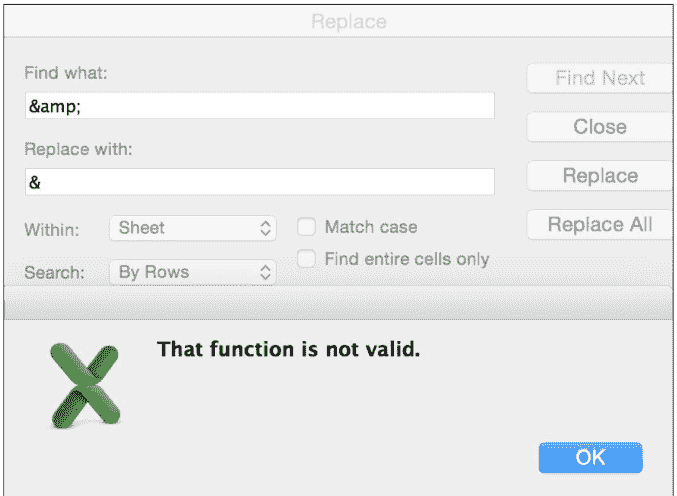 Replace
Find what:
Find Next
&amp;
Close
Replace with:
Replace
&
Within: Sheet
Match case
Replace All
Search: By Rows
Find entire cells only
That function is not valid.
OK